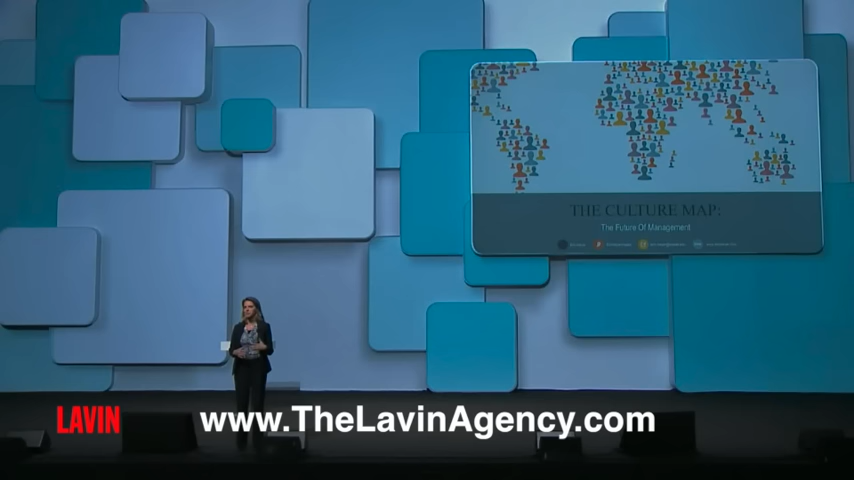 THE CULTURE MAP:
The Future Of Management
LAVIN
www.TheLavinAgency.com